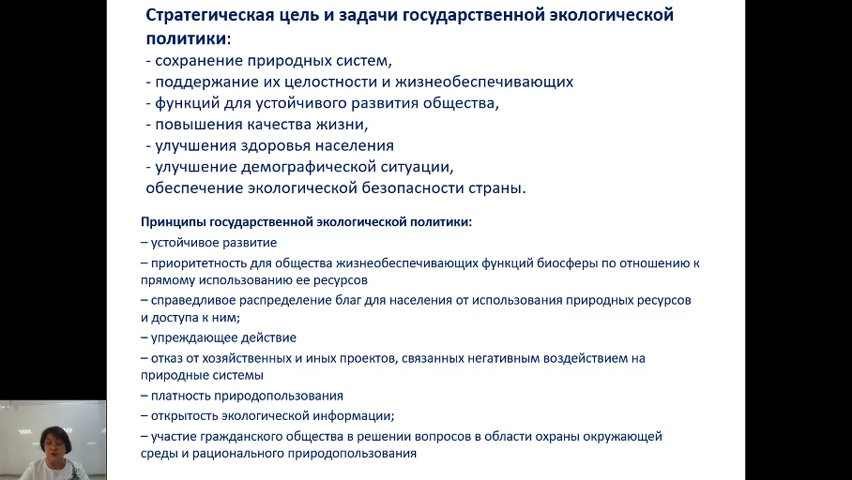 Стратегическая цель и задачи государственной экологической
политики:
- сохранение природных систем,
- поддержание их целостности и жизнеобеспечивающих
- функций для устойчивого развития общества,
- повышения качества жизни,
- улучшения здоровья населения
- улучшение демографической ситуации,
обеспечение экологической безопасности страны.
Принципы государственной экологической политики:
– устойчивое развитие
– приоритетность для общества жизнеобеспечивающих функций биосферы по отношению к
прямому использованию ее ресурсов
– справедливое распределение благ для населения от использования природных ресурсов
и доступа к ним;
– упреждающее действие
– отказ от хозяйственных и иных проектов, связанных негативным воздействием на
природные системы
– платность природопользования
– открытость экологической информации;
– участие гражданского общества в решении вопросов в области охраны окружающей
среды и рационального природопользования